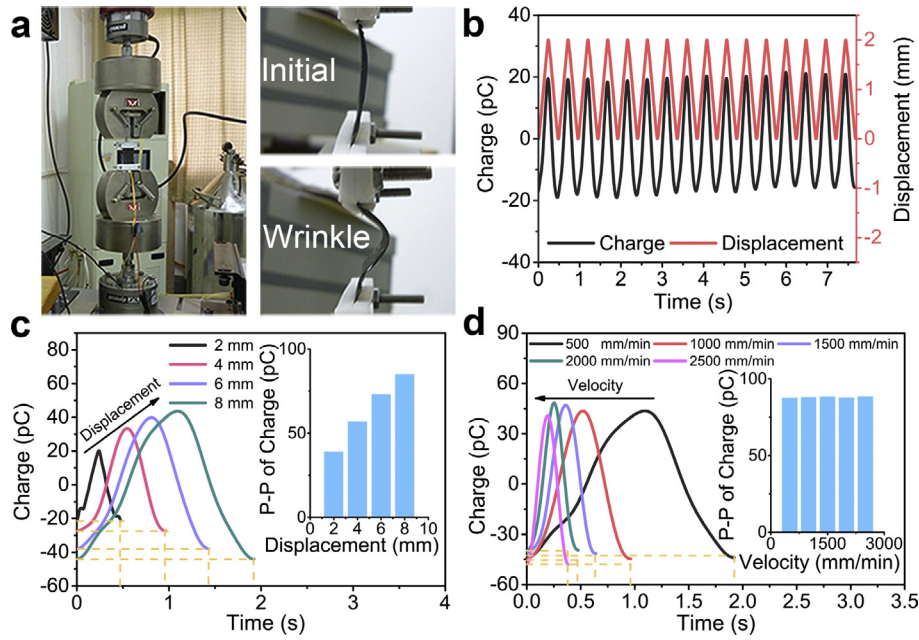 a
Initial
Wrinkle
b
Charge (pC)
40
20
0
-20
-40
2
1
0
-1
-2
Displacement (mm)
Charge
Displacement
0 1 2 3 4 5 6 7
Time (s)
c
Charge (pC)
80
60
40
20
0
-20
-40
-60
2 mm
4 mm
6 mm
8 mm
Displacement
P-P of Charge (pC)
100
50
0
0 2 4 6 8 10
Displacement (mm)
0 1 2 3 4
Time (s)
d
Charge (pC)
90
45
0
-30
-60
500 mm/min
1000 mm/min
1500 mm/min
2000 mm/min
2500 mm/min
Velocity
P-P of Charge (pC)
100
50
0
0 1500 3000
Velocity (mm/min)
0.0 0.5 1.0 1.5 2.0 2.5 3.0 3.5
Time (s)